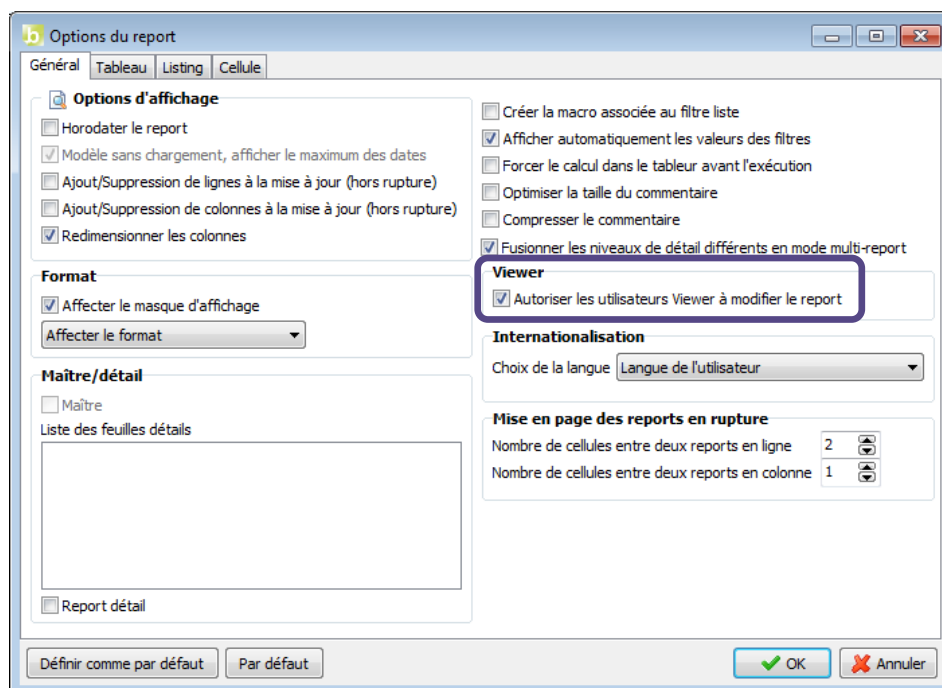 Options du report
Général Tableau Listing Cellule
Options d'affichage
Horodater le report
Modèle sans chargement, afficher le maximum des dates
Ajout/Suppression de lignes à la mise à jour (hors rupture)
Ajout/Suppression de colonnes à la mise à jour (hors rupture)
Redimensionner les colonnes
Format
Affecter le masque d'affichage
Affecter le format
Maître/détail
Maître
Liste des feuilles détails
Report détail
Créer la macro associée au filtre liste
Afficher automatiquement les valeurs des filtres
Forcer le calcul dans le tableur avant l'exécution
Optimiser la taille du commentaire
Compresser le commentaire
Fusionner les niveaux de détail différents en mode multi-report
Viewer
Autoriser les utilisateurs Viewer à modifier le report
Internationalisation
Choix de la langue Langue de l'utilisateur
Mise en page des reports en rupture
Nombre de cellules entre deux reports en ligne 2
Nombre de cellules entre deux reports en colonne 1
Définir comme par défaut Par défaut OK Annuler